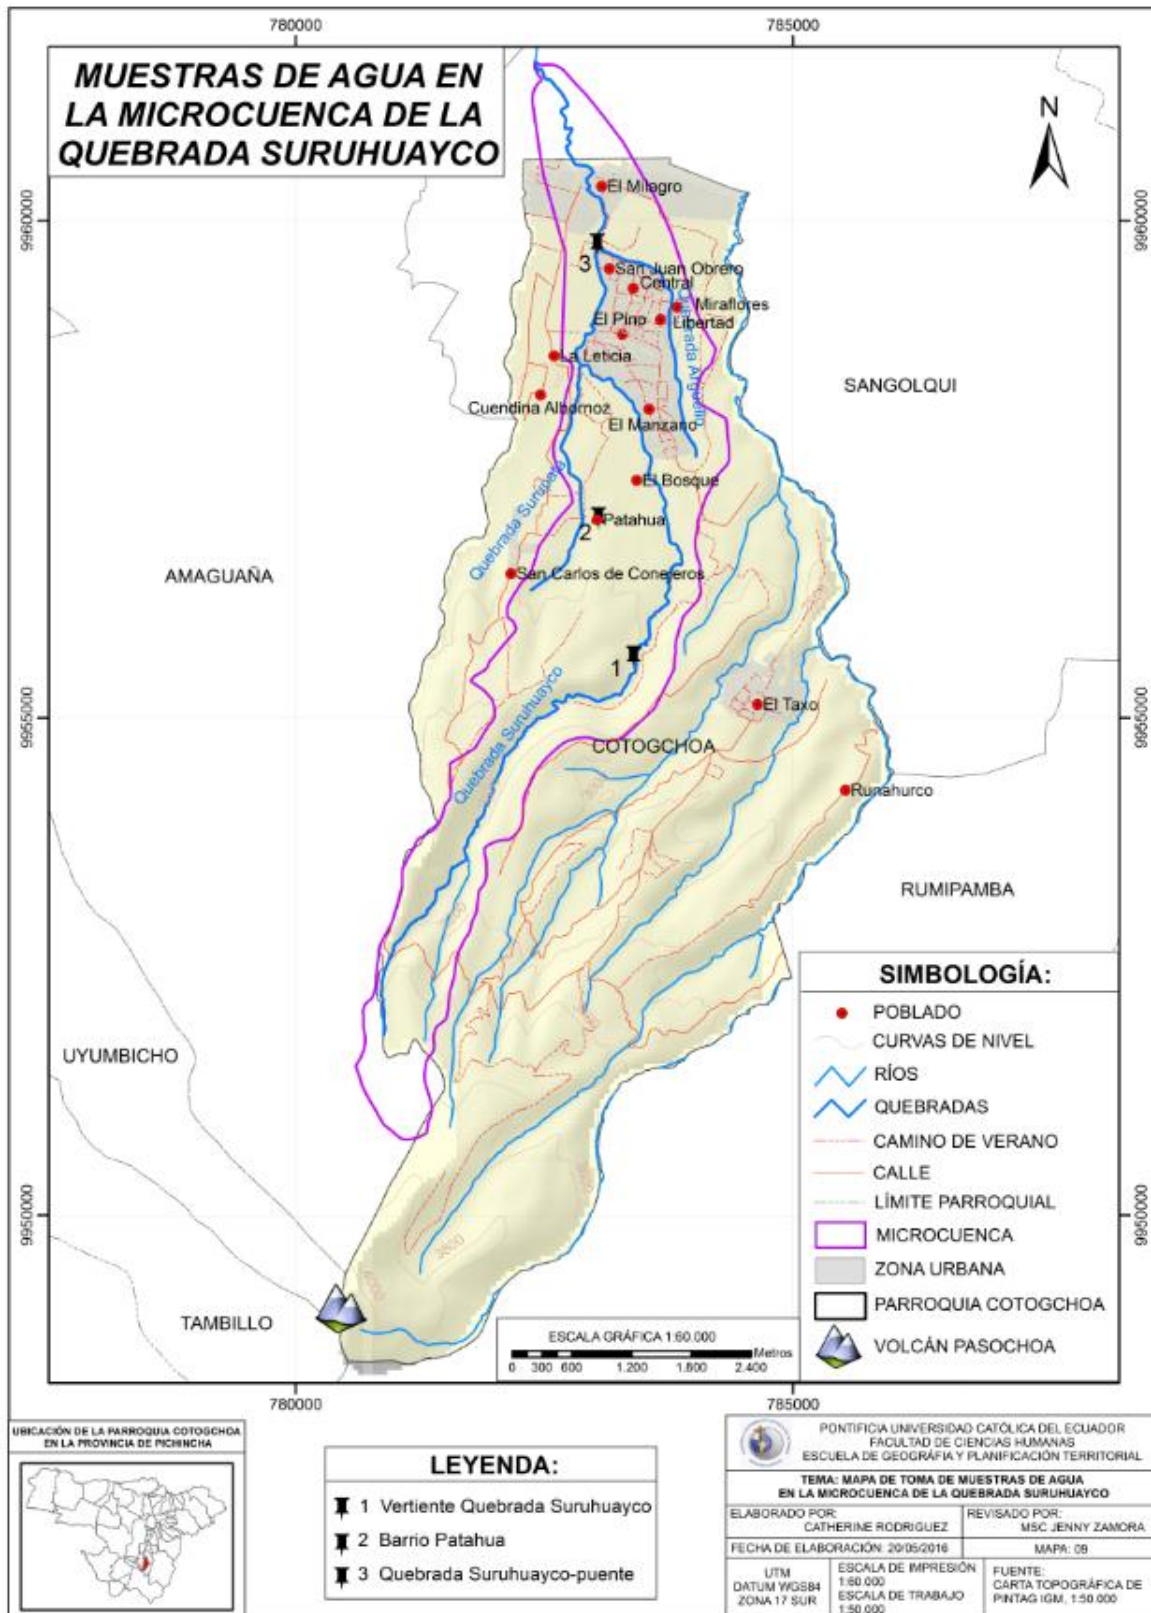 780000
785000
MUESTRAS DE AGUA EN
LA MICROCUENCA DE LA
QUEBRADA SURUHUAYCO
N
9960000
9960000
El Milagro
3
San Juan Obrero
Central
Miraflores
El Pino
Libertad
Quebrada Arguello
La Leticia
SANGOLQUI
Cuendina Albornoz
El Manzano
El Bosque
Quebrada Surupata
2
Patahua
AMAGUAÑA
San Carlos de Conejeros
1
Quebrada Suruhuayco
El Taxo
9955000
9955000
COTOGCHOA
Runahurco
RUMIPAMBA
UYUMBICHO
3600
4000
TAMBILLO
9950000
9950000
SIMBOLOGÍA:
POBLADO
CURVAS DE NIVEL
RÍOS
QUEBRADAS
CAMINO DE VERANO
CALLE
LÍMITE PARROQUIAL
MICROCUENCA
ZONA URBANA
PARROQUIA COTOGCHOA
VOLCÁN PASOCHOA
ESCALA GRÁFICA 1:60.000
Metros
0 300 600 1.200 1.800 2.400
780000
785000
UBICACIÓN DE LA PARROQUIA COTOGCHOA
EN LA PROVINCIA DE PICHINCHA
LEYENDA:
1 Vertiente Quebrada Suruhuayco
2 Barrio Patahua
3 Quebrada Suruhuayco-puente
PONTIFICIA UNIVERSIDAD CATÓLICA DEL ECUADOR
FACULTAD DE CIENCIAS HUMANAS
ESCUELA DE GEOGRÁFIA Y PLANIFICACIÓN TERRITORIAL
TEMA: MAPA DE TOMA DE MUESTRAS DE AGUA
EN LA MICROCUENCA DE LA QUEBRADA SURUHUAYCO
ELABORADO POR:
CATHERINE RODRIGUEZ
REVISADO POR:
MSC JENNY ZAMORA
FECHA DE ELABORACIÓN: 20/05/2016
MAPA: 09
UTM
DATUM WGS84
ZONA 17 SUR
ESCALA DE IMPRESIÓN
1:60.000
ESCALA DE TRABAJO
1:50.000
FUENTE:
CARTA TOPOGRÁFICA DE
PINTAG IGM, 1:50.000